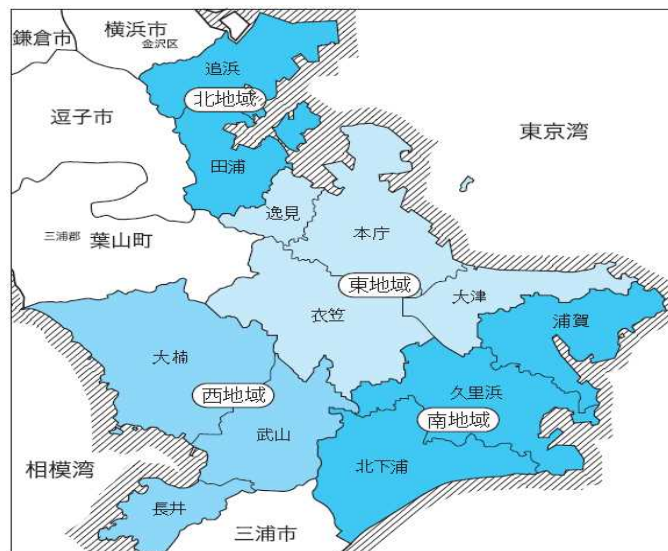 横浜市
金沢区
鎌倉市
追浜
北地域
逗子市
東京湾
田浦
逸見
本庁
三浦郡
葉山町
東地域
大津
衣笠
浦賀
大楠
西地域
久里浜
南地域
武山
北下浦
相模湾
長井
三浦市